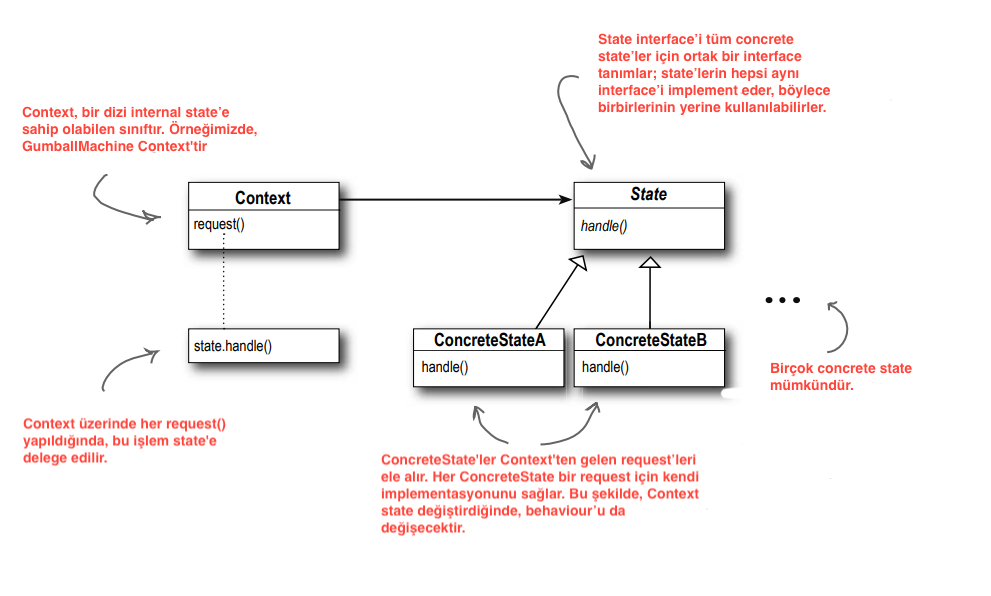 State interface’i tüm concrete
state’ler için ortak bir interface
tanımlar; state’lerin hepsi aynı
interface’i implement eder, böylece
birbirlerinin yerine kullanılabilirler.
Context, bir dizi internal state’e
sahip olabilen sınıftır. Örneğimizde,
GumballMachine Context'tir
Context
request()
State
handle()
state.handle()
ConcreteStateA
handle()
ConcreteStateB
handle()
Birçok concrete state
mümkündür.
Context üzerinde her request()
yapıldığında, bu işlem state'e
delege edilir.
ConcreteState'ler Context'ten gelen request’leri
ele alır. Her ConcreteState bir request için kendi
implementasyonunu sağlar. Bu şekilde, Context
state değiştirdiğinde, behaviour’u da
değişecektir.